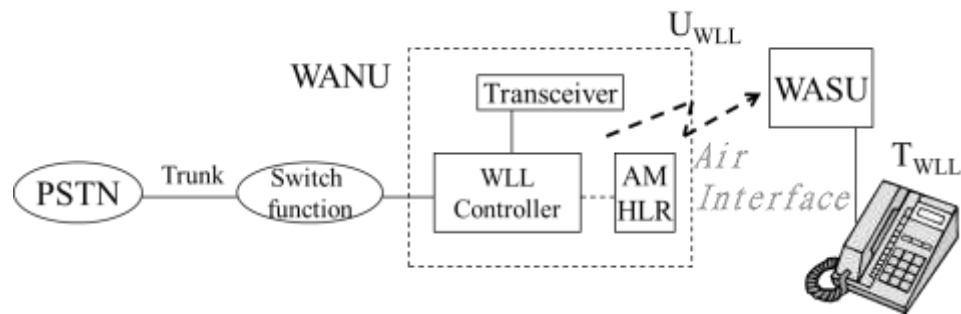 U_WLL
WANU
Transceiver
WASU
PSTN
Trunk
Switch
function
WLL
Controller
AM
HLR
Air
Interface
T_WLL